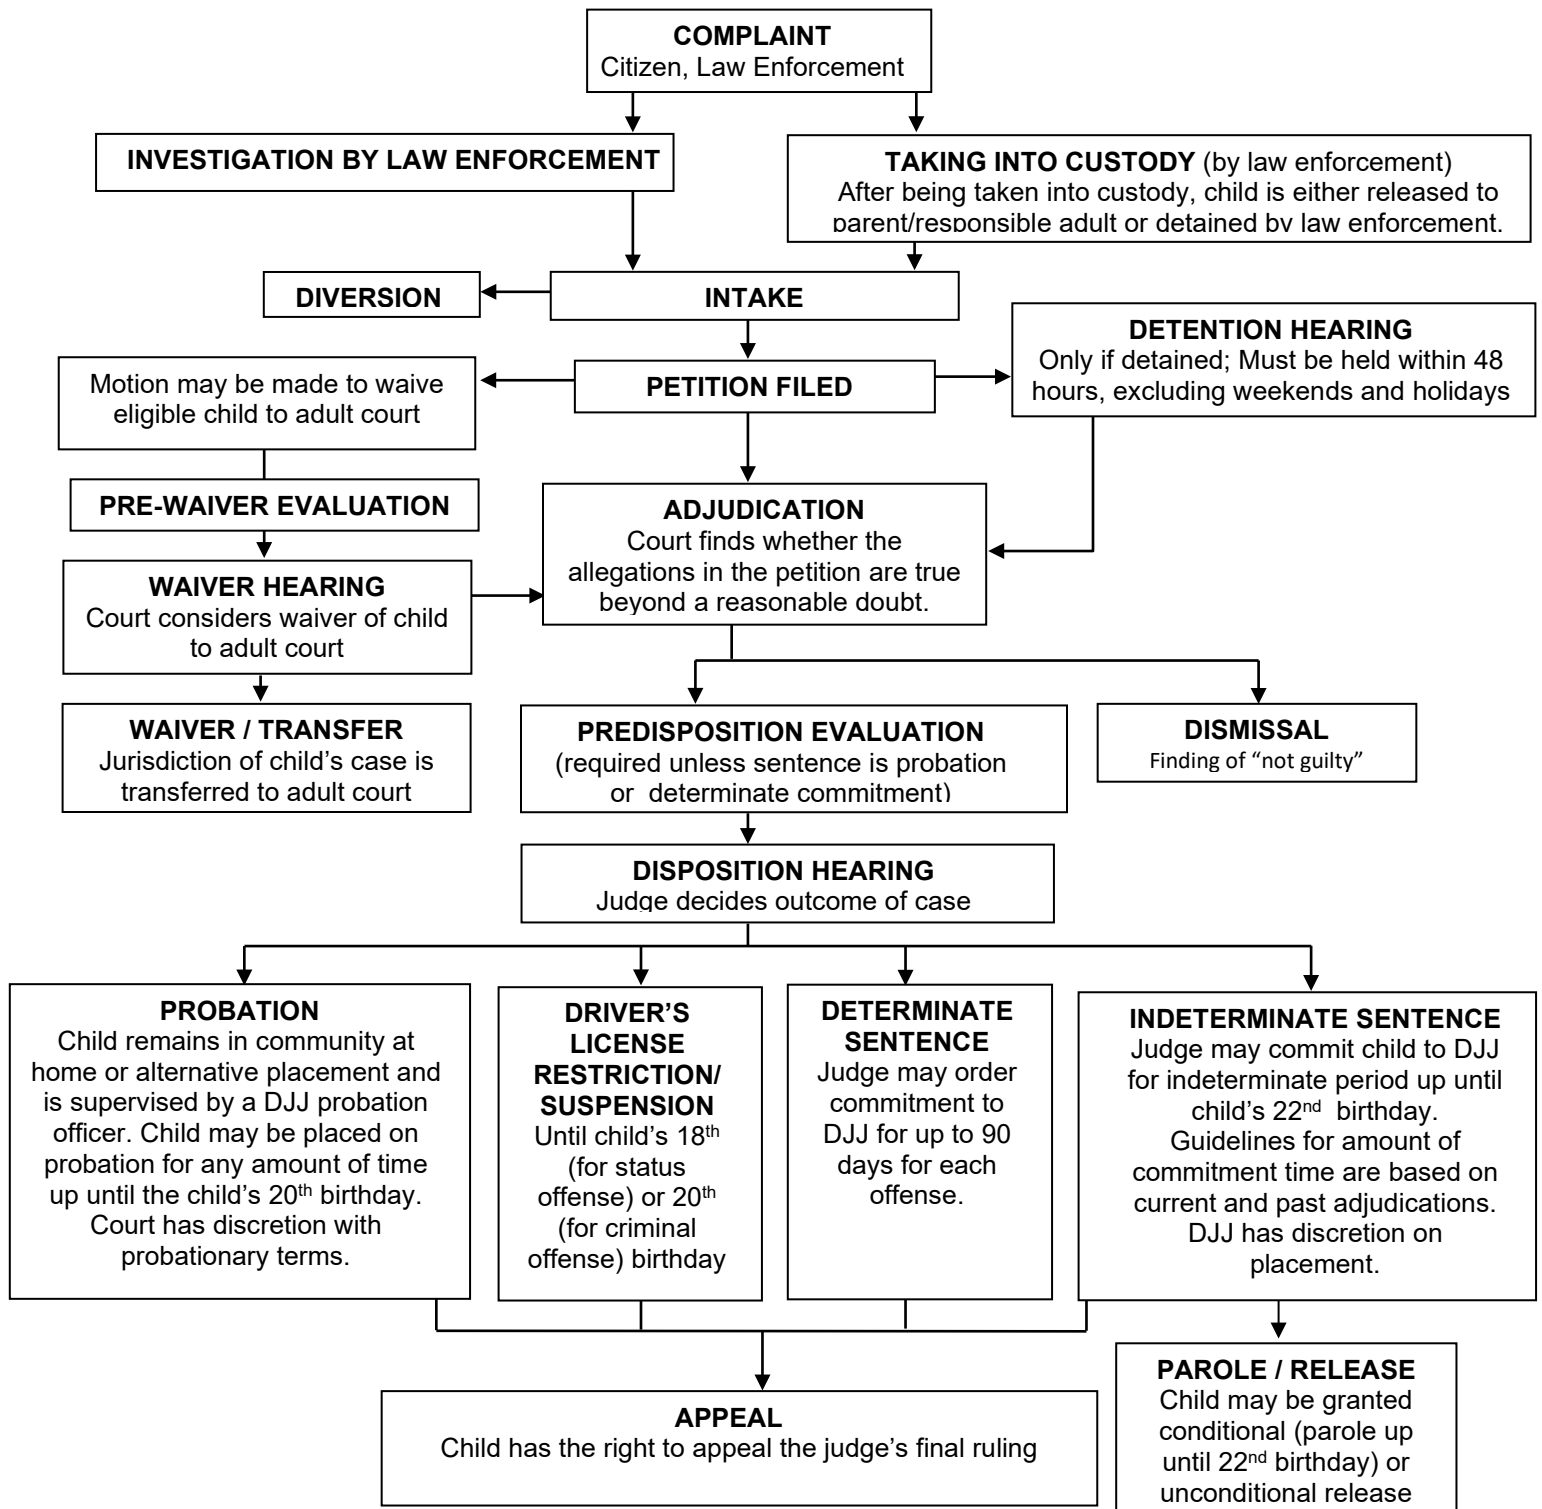 COMPLAINT
Citizen, Law Enforcement
INVESTIGATION BY LAW ENFORCEMENT
TAKING INTO CUSTODY (by law enforcement)
After being taken into custody, child is either released to
parent/responsible adult or detained by law enforcement.
DIVERSION
INTAKE
DETENTION HEARING
Only if detained; Must be held within 48
hours, excluding weekends and holidays
Motion may be made to waive
eligible child to adult court
PETITION FILED
PRE-WAIVER EVALUATION
ADJUDICATION
Court finds whether the
allegations in the petition are true
beyond a reasonable doubt.
WAIVER HEARING
Court considers waiver of child
to adult court
WAIVER / TRANSFER
Jurisdiction of child’s case is
transferred to adult court
PREDISPOSITION EVALUATION
(required unless sentence is probation
or determinate commitment)
DISMISSAL
Finding of “not guilty”
DISPOSITION HEARING
Judge decides outcome of case
PROBATION
Child remains in community at
home or alternative placement and
is supervised by a DJJ probation
officer. Child may be placed on
probation for any amount of time
up until the child’s 20th birthday.
Court has discretion with
probationary terms.
DRIVER’S
LICENSE
RESTRICTION/
SUSPENSION
Until child’s 18th
(for status
offense) or 20th
(for criminal
offense) birthday
DETERMINATE
SENTENCE
Judge may order
commitment to
DJJ for up to 90
days for each
offense.
INDETERMINATE SENTENCE
Judge may commit child to DJJ
for indeterminate period up until
child’s 22nd birthday.
Guidelines for amount of
commitment time are based on
current and past adjudications.
DJJ has discretion on
placement.
APPEAL
Child has the right to appeal the judge’s final ruling
PAROLE / RELEASE
Child may be granted
conditional (parole up
until 22nd birthday) or
unconditional release